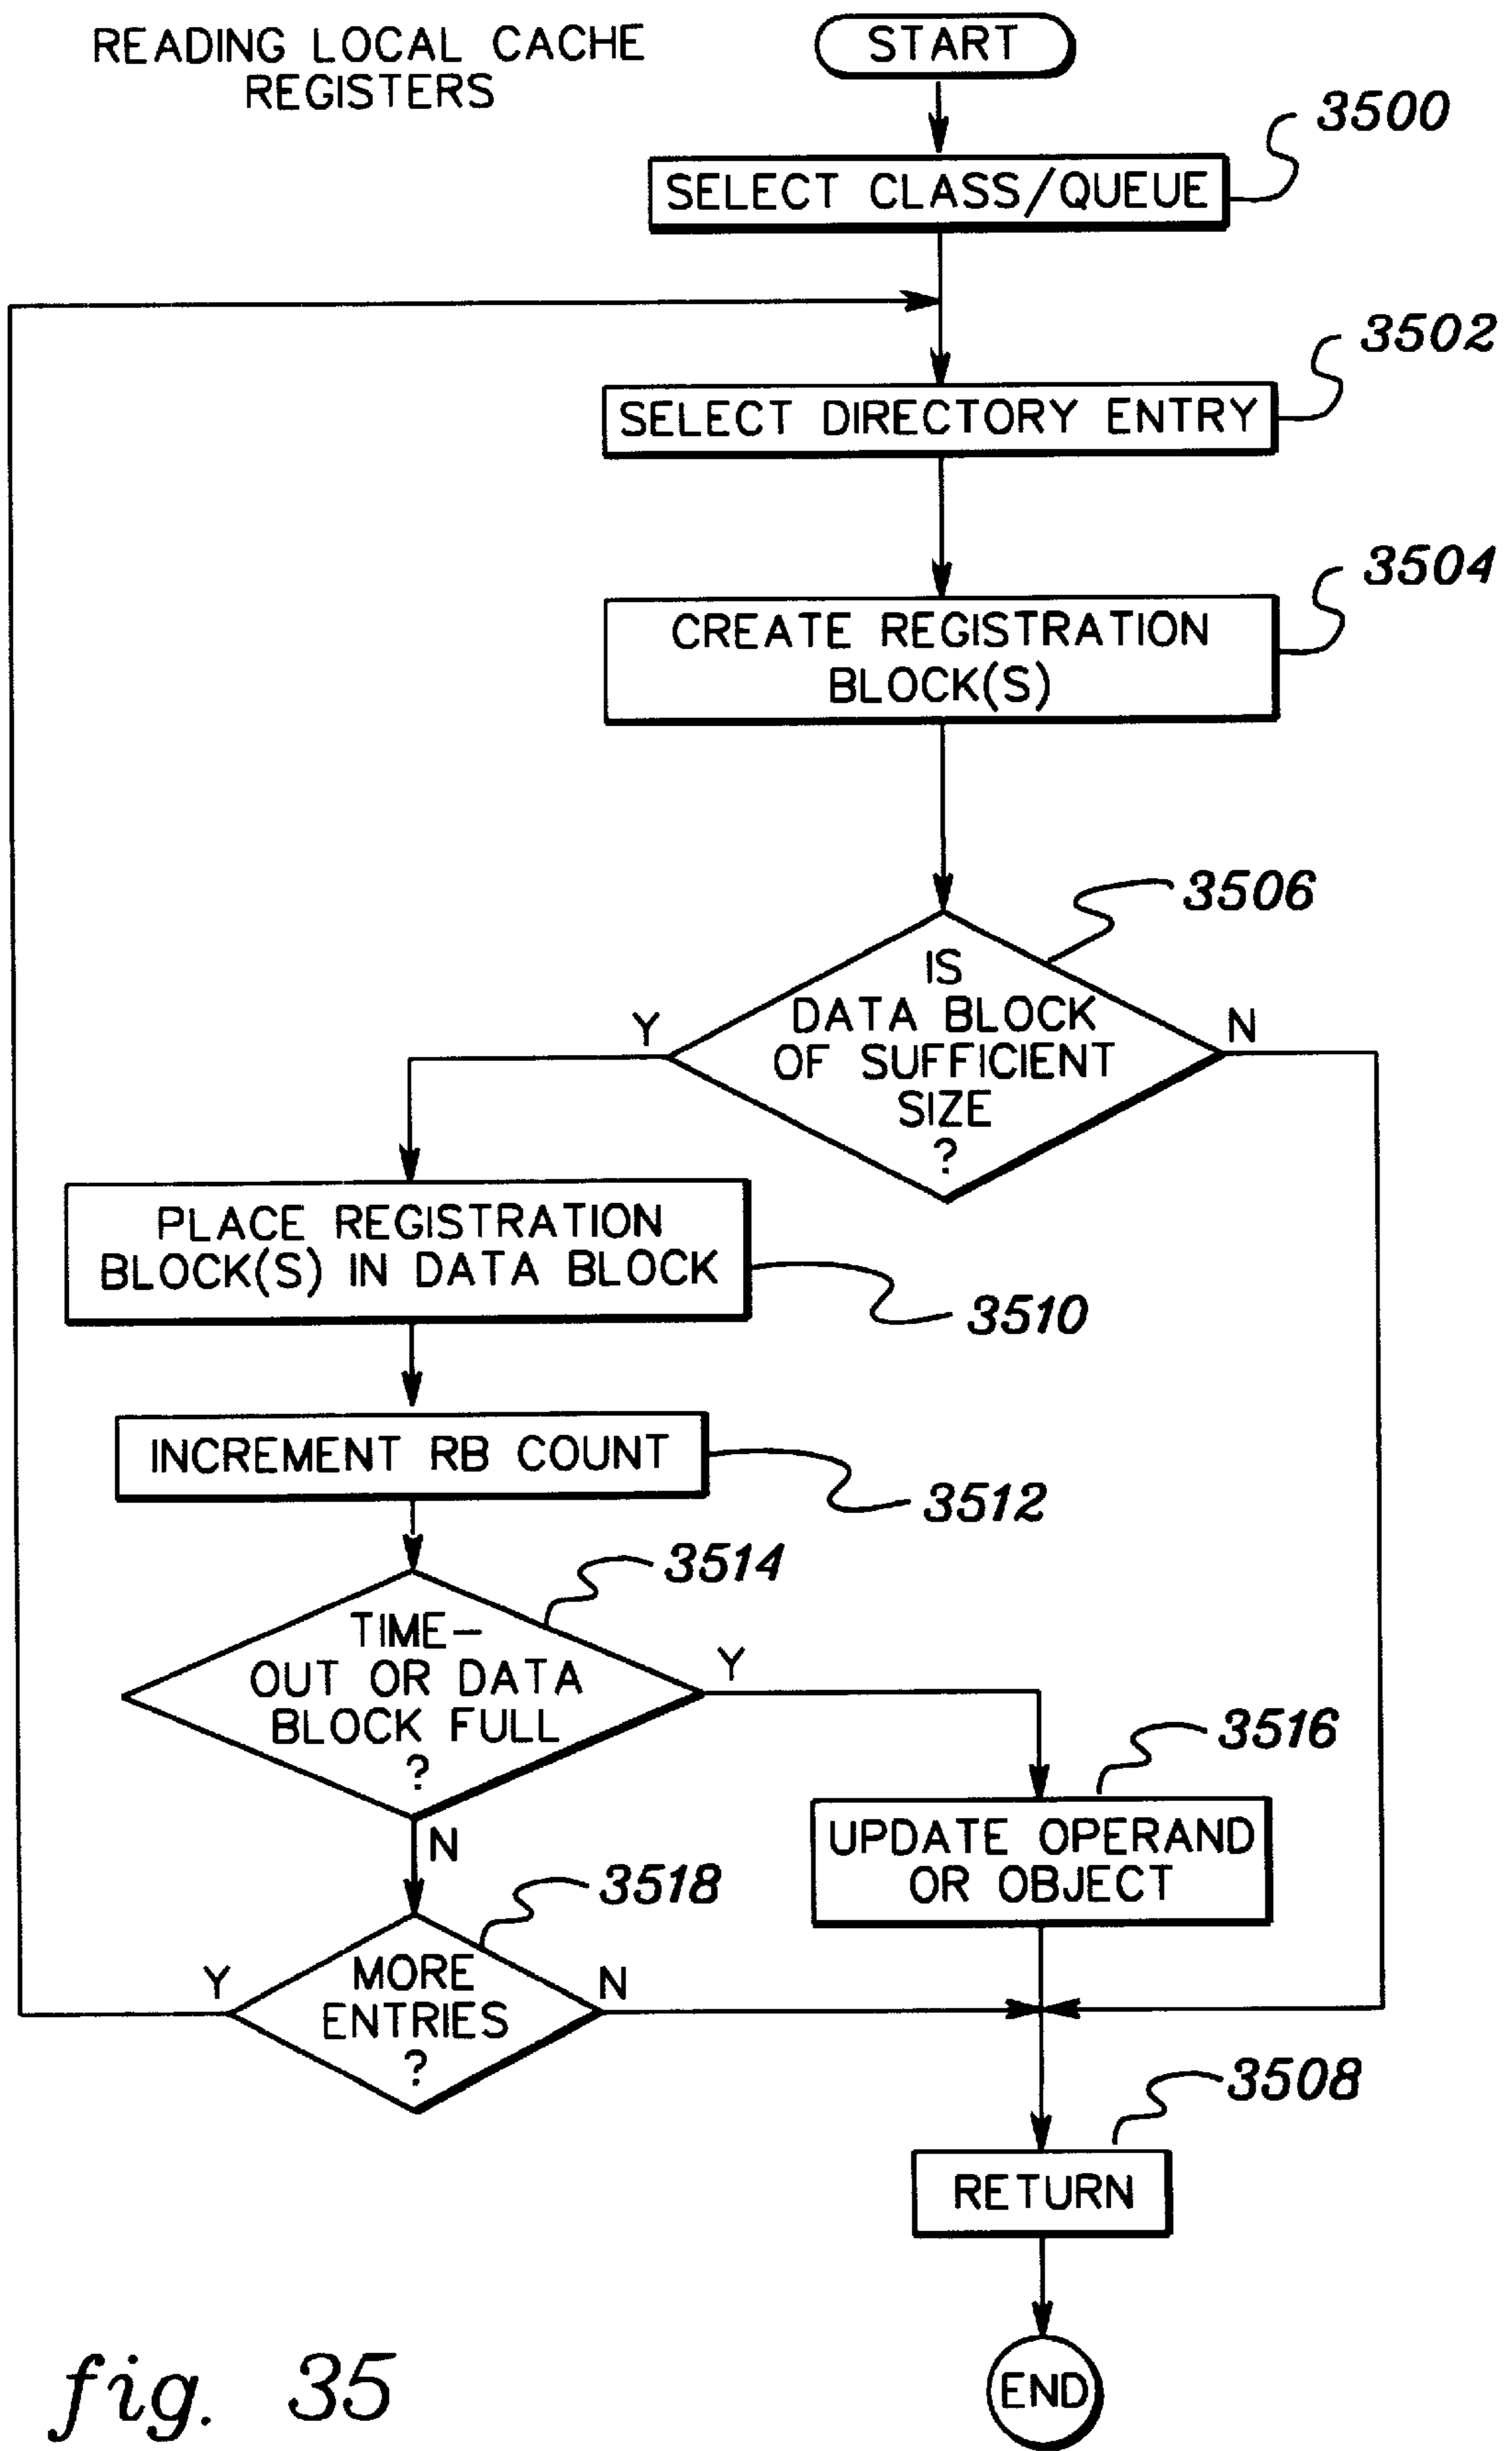 READING LOCAL CACHE
REGISTERS
START
3500
SELECT CLASS/QUEUE
3502
SELECT DIRECTORY ENTRY
3504
CREATE REGISTRATION
BLOCK(S)
3506
IS
DATA BLOCK
OF SUFFICIENT
SIZE
?
Y
N
PLACE REGISTRATION
BLOCK(S) IN DATA BLOCK
3510
INCREMENT RB COUNT
3512
3514
TIME-
OUT OR DATA
BLOCK FULL
?
Y
N
3516
UPDATE OPERAND
OR OBJECT
3518
MORE
ENTRIES
?
Y
N
3508
RETURN
END
fig. 35